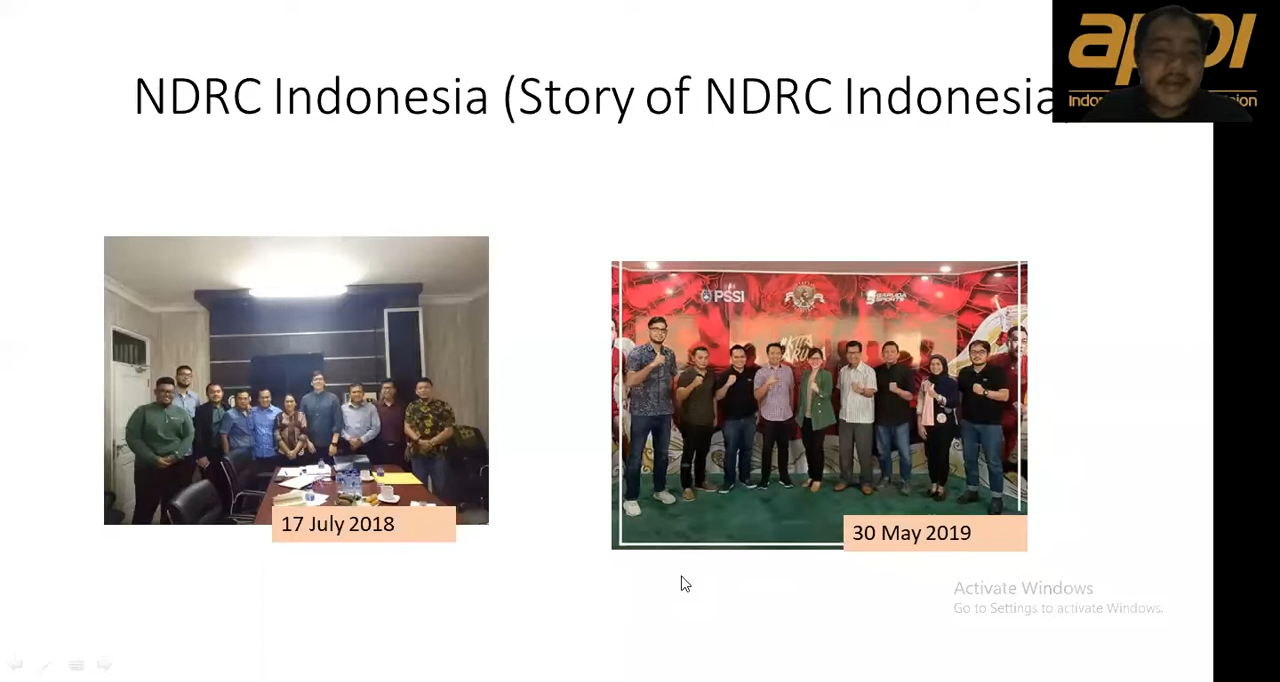 NDRC Indonesia (Story of NDRC Indonesia
appi
PSSI
GARUDA
17 July 2018
30 May 2019
Activate Windows
Go to Settings to activate Windows.